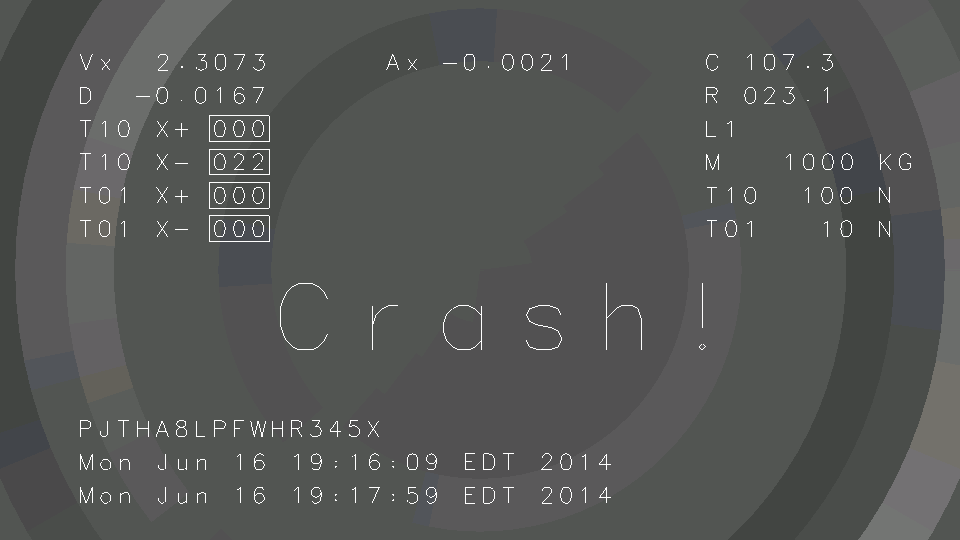 Vx 2.3073 Ax -0.0021 C 107.3
D -0.0167 R 023.1
T10 X+ 000 L1
T10 X- 022 M 1000 KG
T01 X+ 000 T10 100 N
T01 X- 000 T01 10 N
Crash!
PJTHA8LPFWHR345X
Mon Jun 16 19:16:09 EDT 2014
Mon Jun 16 19:17:59 EDT 2014